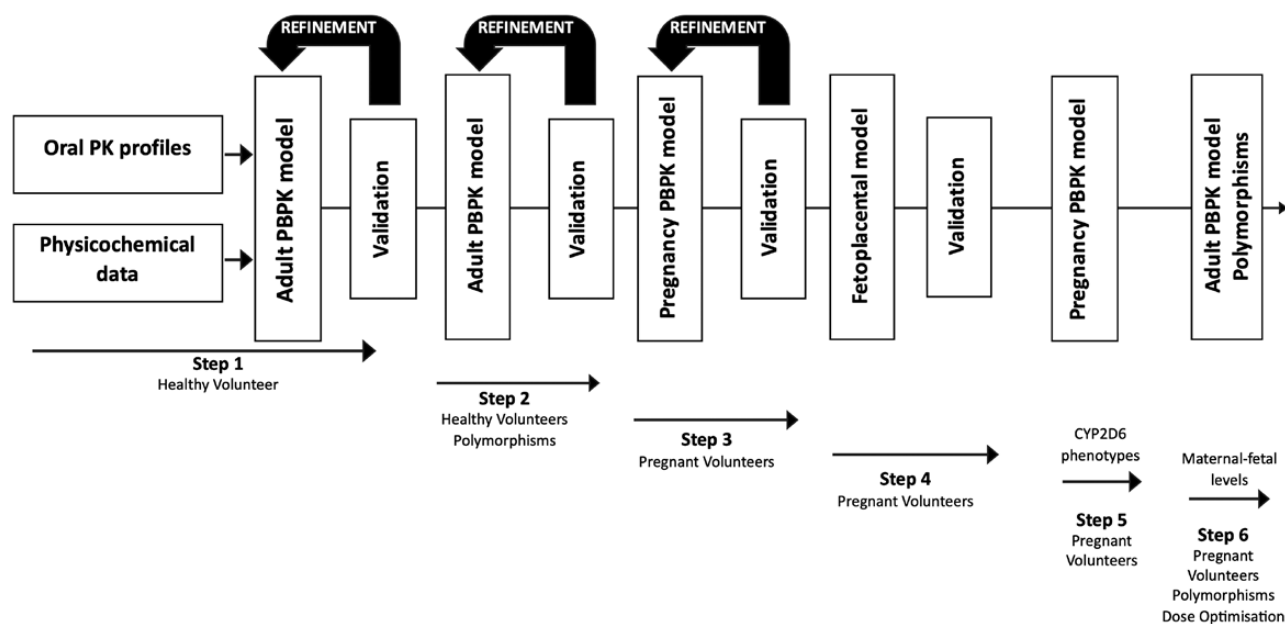 REFINEMENT
REFINEMENT
REFINEMENT
Oral PK profiles
Physicochemical
data
Adult PBPK model
Validation
Adult PBPK model
Validation
Pregnancy PBPK model
Validation
Fetoplacental model
Validation
Pregnancy PBPK model
Adult PBPK model
Polymorphisms
Step 1
Healthy Volunteer
Step 2
Healthy Volunteers
Polymorphisms
Step 3
Pregnant Volunteers
Step 4
Pregnant Volunteers
CYP2D6
phenotypes
Step 5
Pregnant
Volunteers
Maternal-fetal
levels
Step 6
Pregnant
Volunteers
Polymorphisms
Dose Optimisation